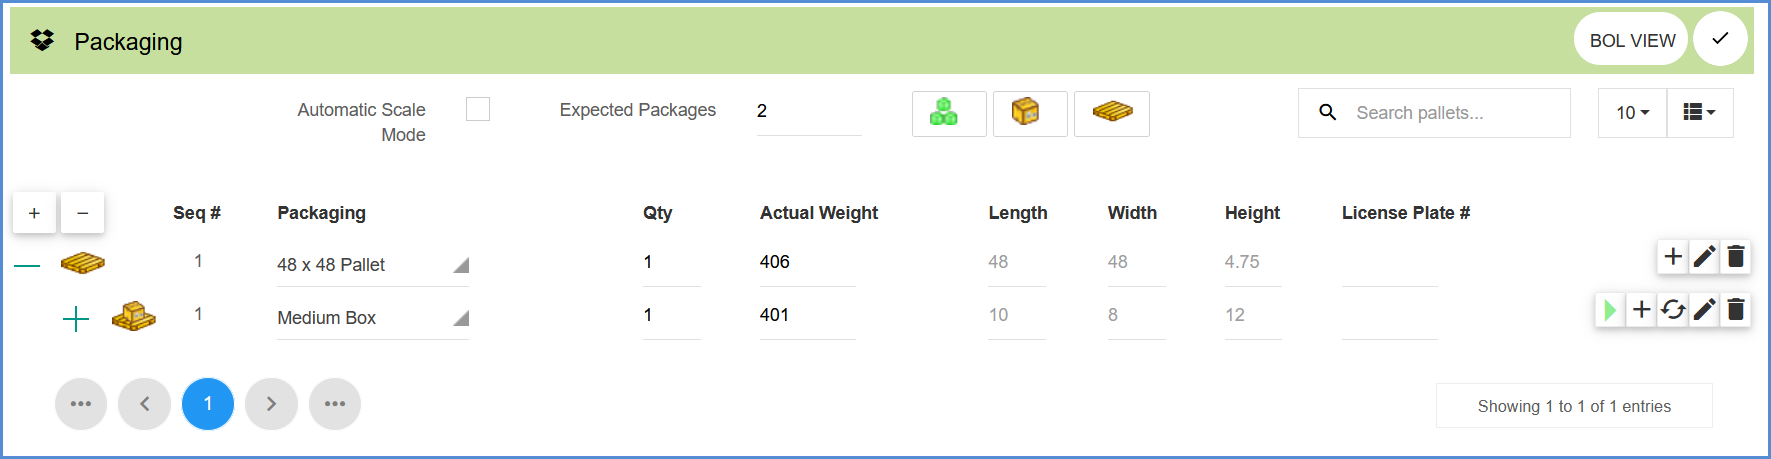 Packaging
BOL VIEW
Automatic Scale
Mode
Expected Packages 2
Search pallets...
10
Seq # Packaging Qty Actual Weight Length Width Height License Plate #
1 48 x 48 Pallet 1 406 48 48 4.75
1 Medium Box 1 401 10 8 12
1
Showing 1 to 1 of 1 entries